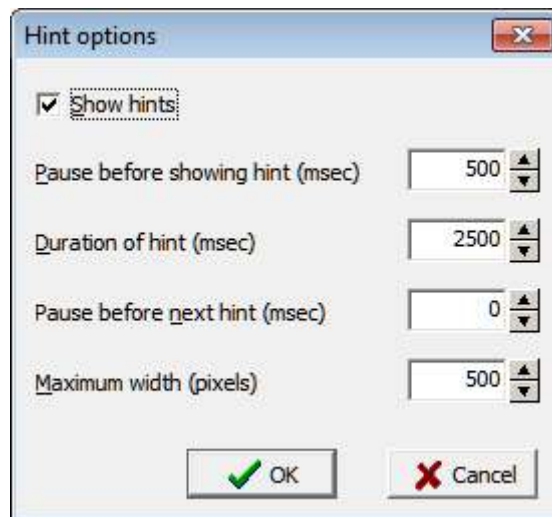 Hint options
Show hints
Pause before showing hint (msec) 500
Duration of hint (msec) 2500
Pause before next hint (msec) 0
Maximum width (pixels) 500
OK Cancel